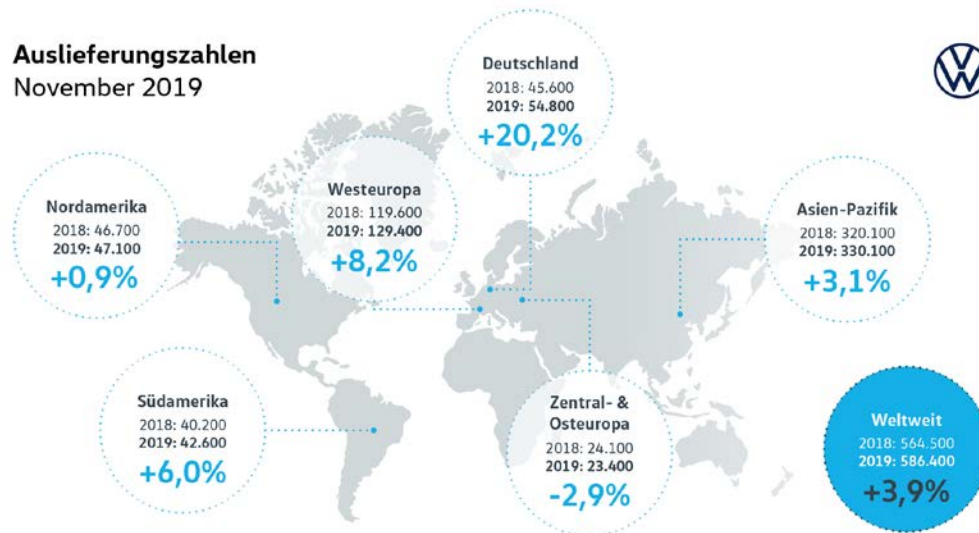 Auslieferungszahlen
November 2019
VW
Deutschland
2018: 45.600
2019: 54.800
+20,2%
Westeuropa
2018: 119.600
2019: 129.400
+8,2%
Nordamerika
2018: 46.700
2019: 47.100
+0,9%
Asien-Pazifik
2018: 320.100
2019: 330.100
+3,1%
Südamerika
2018: 40.200
2019: 42.600
+6,0%
Zentral- &
Osteuropa
2018: 24.100
2019: 23.400
-2,9%
Weltweit
2018: 564.500
2019: 586.400
+3,9%